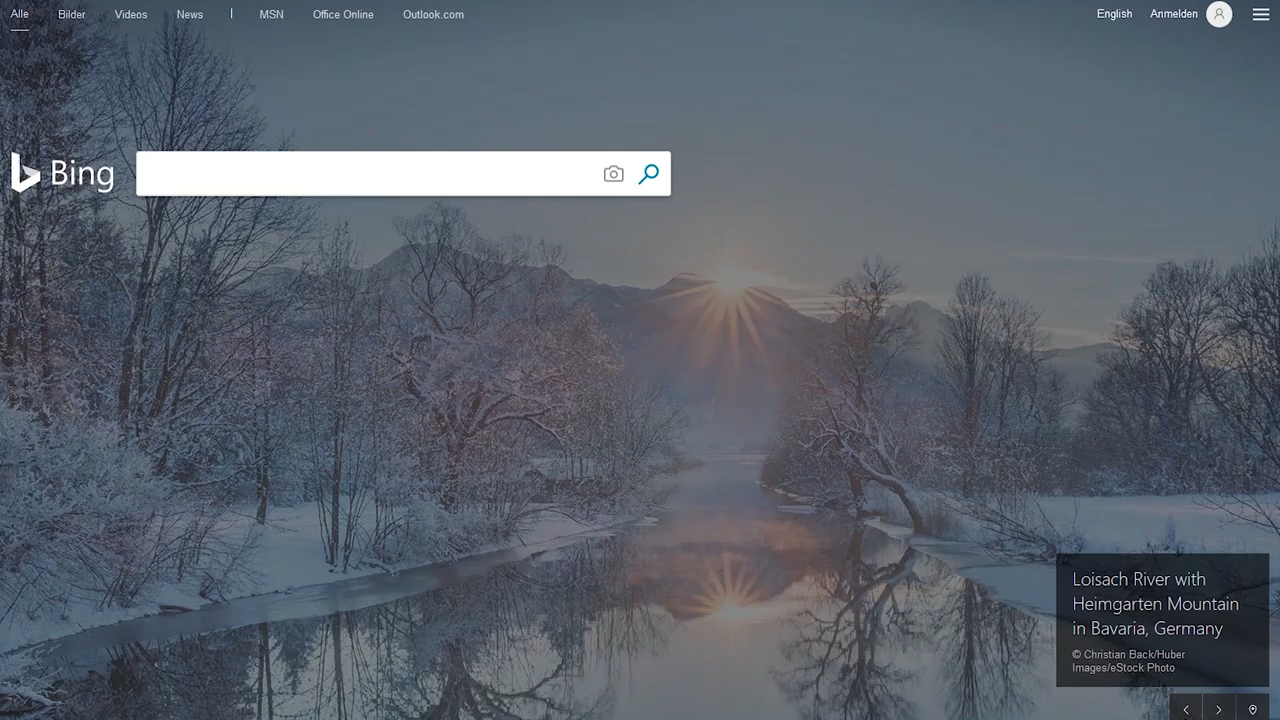 Alle Bilder Videos News | MSN Office Online Outlook.com English Anmelden
Bing
Loisach River with
Heimgarten Mountain
in Bavaria, Germany
© Christian Back/Huber
Images/eStock Photo